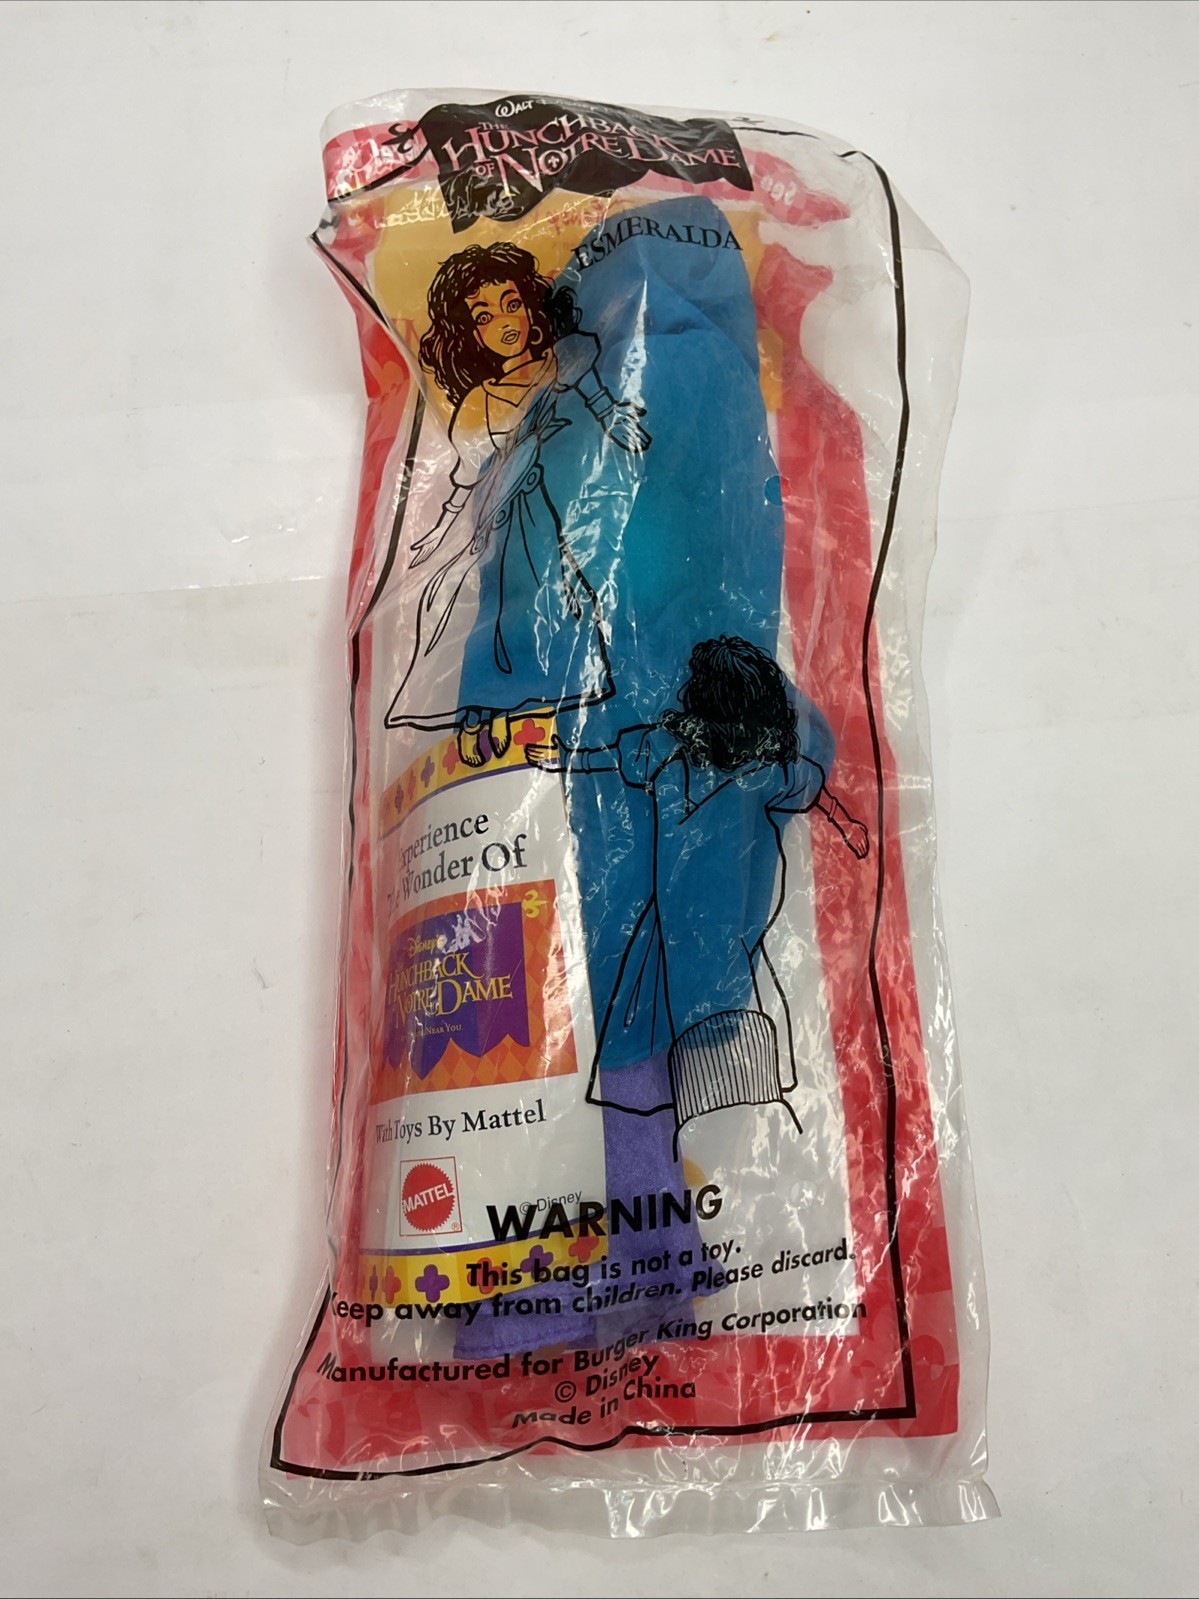 WALT DISNEY
THE
HUNCHBACK
OF NOTRE DAME
ESMERALDA
Experience
The Wonder Of
DISNEY'S
HUNCHBACK
NOTRE DAME
NEAR YOU
With Toys By Mattel
MATTEL
®
© Disney
WARNING
This bag is not a toy.
Keep away from children. Please discard.
Manufactured for Burger King Corporation
© Disney
Made in China